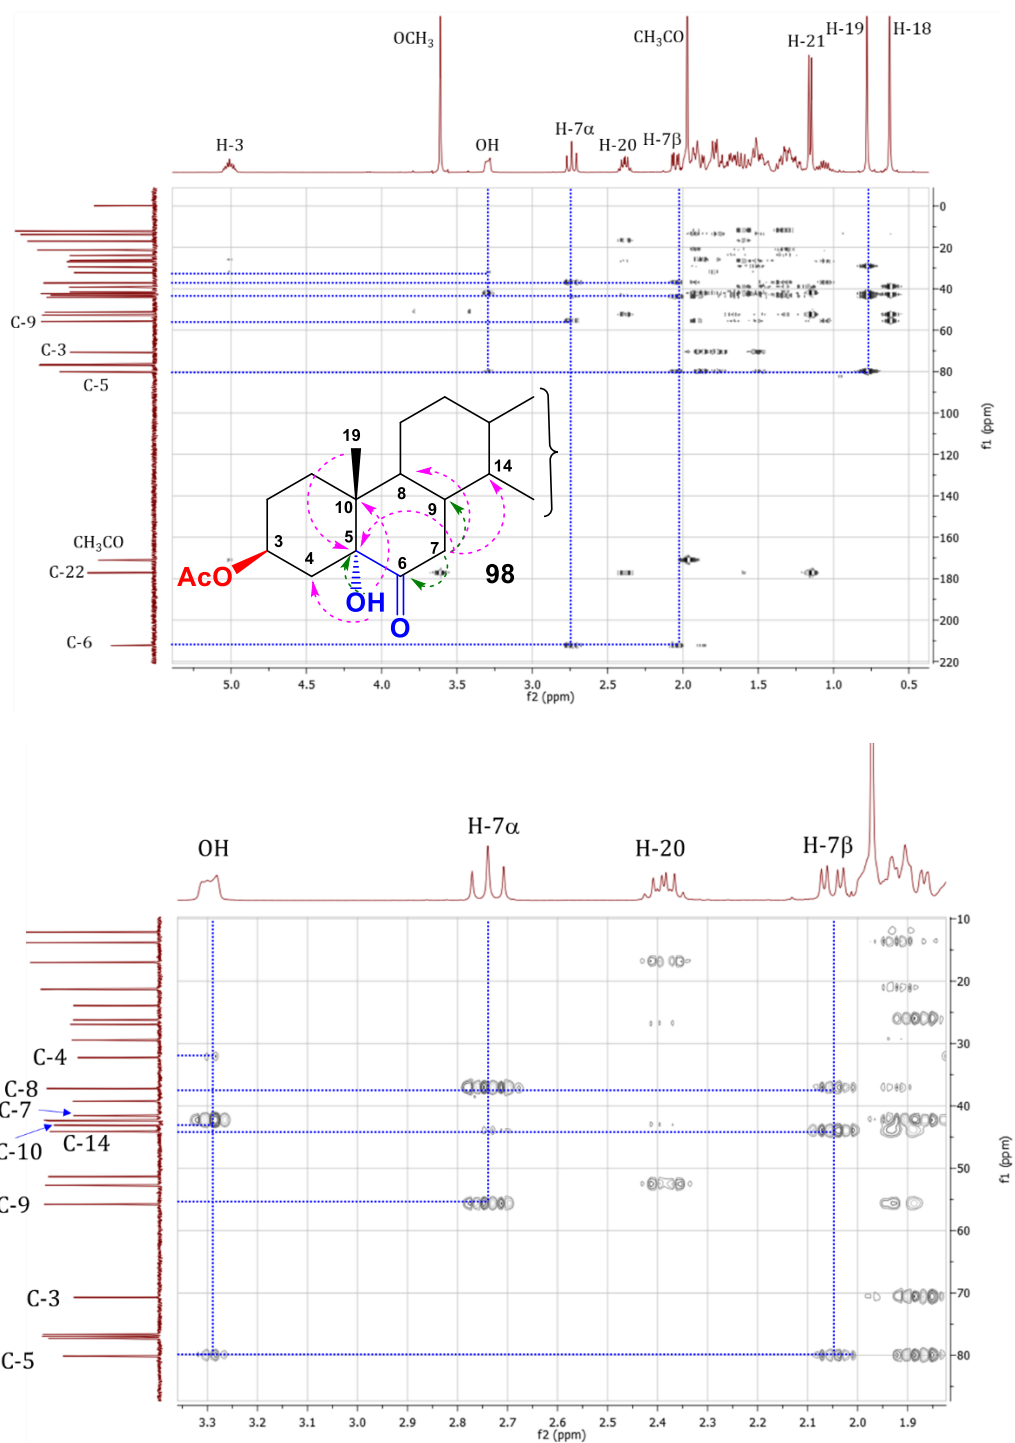 OCH₃
CH₃CO
H-19
H-18
H-21
H-3
OH
H-7α
H-20
H-7β
0
20
40
60
80
100
120
140
160
180
200
220
f1 (ppm)
C-9
C-3
C-5
CH₃CO
C-22
C-6
19
14
10
8
9
5
3
4
6
7
98
AcO
OH
O
5.0
4.5
4.0
3.5
3.0
2.5
2.0
1.5
1.0
0.5
f2 (ppm)
OH
H-7α
H-20
H-7β
10
20
30
40
50
60
70
80
f1 (ppm)
C-4
C-8
C-7
C-10
C-14
C-9
C-3
C-5
3.3
3.2
3.1
3.0
2.9
2.8
2.7
2.6
2.5
2.4
2.3
2.2
2.1
2.0
1.9
f2 (ppm)